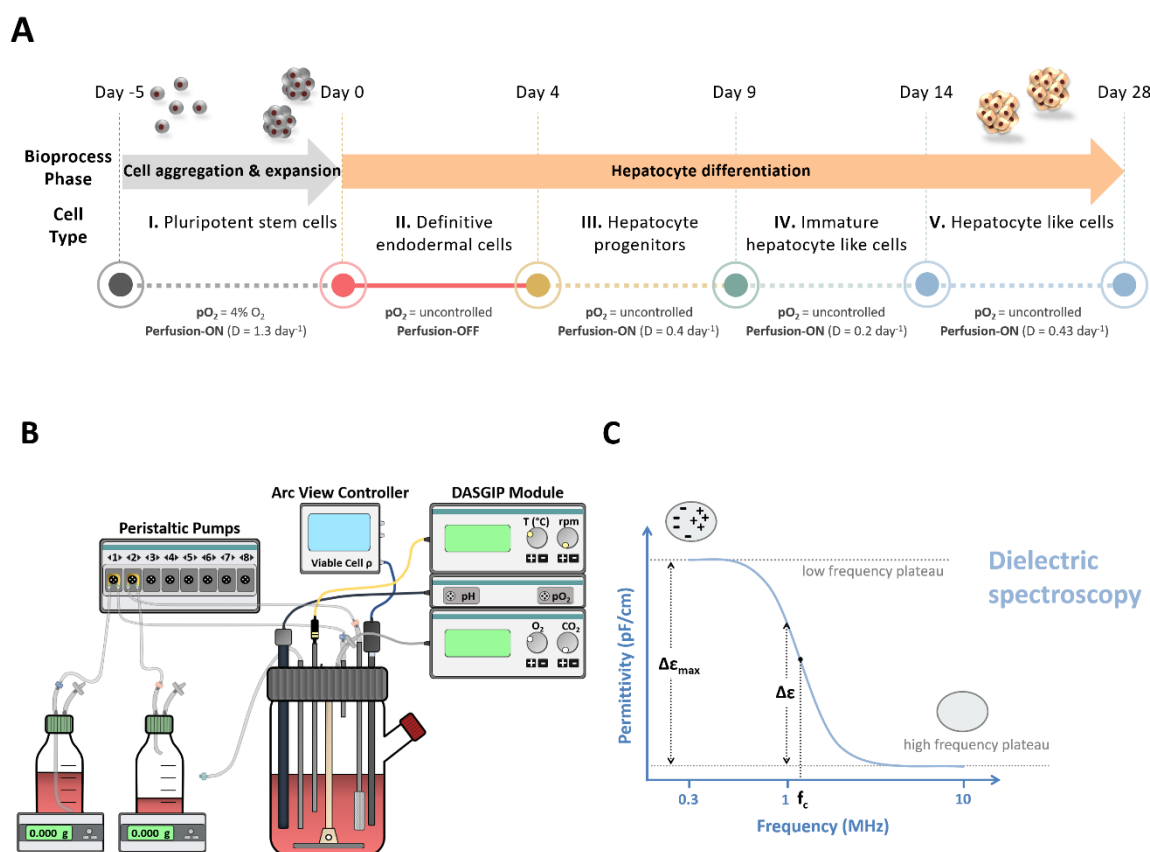 A
Day -5
Day 0
Day 4
Day 9
Day 14
Day 28
Bioprocess
Phase
Cell aggregation & expansion
Hepatocyte differentiation
Cell
Type
I. Pluripotent stem cells
II. Definitive
endodermal cells
III. Hepatocyte
progenitors
IV. Immature
hepatocyte like cells
V. Hepatocyte like cells
pO₂ = 4% O₂
Perfusion-ON (D = 1.3 day⁻¹)
pO₂ = uncontrolled
Perfusion-OFF
pO₂ = uncontrolled
Perfusion-ON (D = 0.4 day⁻¹)
pO₂ = uncontrolled
Perfusion-ON (D = 0.2 day⁻¹)
pO₂ = uncontrolled
Perfusion-ON (D = 0.43 day⁻¹)
B
Peristaltic Pumps
◂1▸ ◂2▸ ◂3▸ ◂4▸ ◂5▸ ◂6▸ ◂7▸ ◂8▸
Arc View Controller
Viable Cell ρ
DASGIP Module
T (°C) rpm
pH pO₂
O₂ CO₂
0.000 g
0.000 g
C
Dielectric
spectroscopy
low frequency plateau
high frequency plateau
Permittivity (pF/cm)
Δεmax
Δε
0.3
1
fc
10
Frequency (MHz)